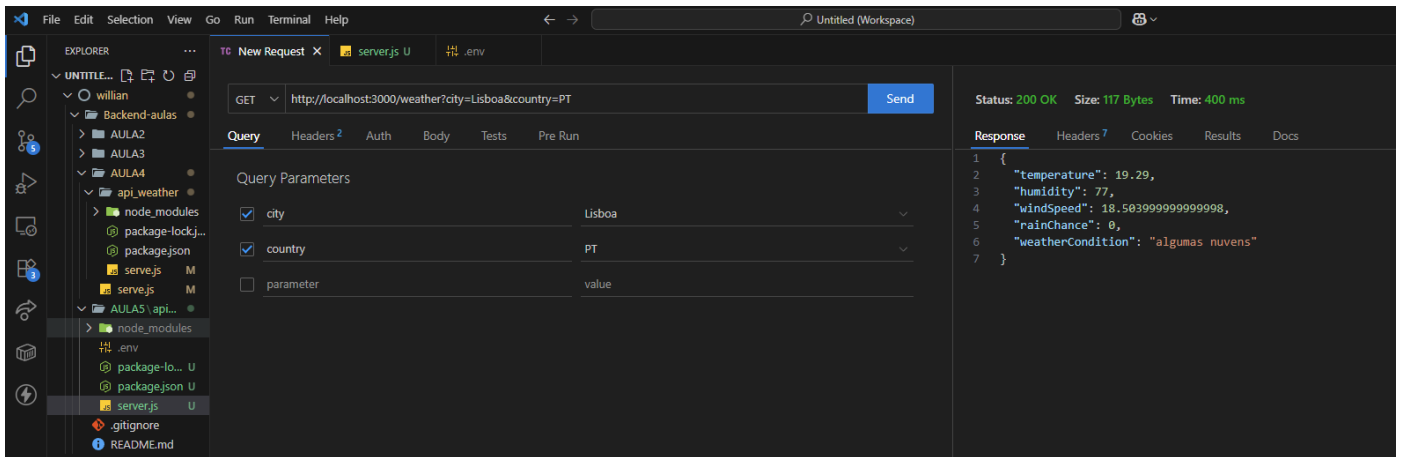 File Edit Selection View Go Run Terminal Help
Untitled (Workspace)
EXPLORER ...
UNTITLE...
willian
Backend-aulas
AULA2
AULA3
AULA4
api_weather
node_modules
package-lock.j...
package.json
serve.js M
serve.js M
AULA5\api...
node_modules
.env
package-lo... U
package.json U
server.js U
.gitignore
README.md
5
3
TC New Request
JS server.js U
.env
GET http://localhost:3000/weather?city=Lisboa&country=PT Send
Query Headers 2 Auth Body Tests Pre Run
Query Parameters
city Lisboa
country PT
parameter value
Status: 200 OK Size: 117 Bytes Time: 400 ms
Response Headers 7 Cookies Results Docs
1 {
2 "temperature": 19.29,
3 "humidity": 77,
4 "windSpeed": 18.503999999999998,
5 "rainChance": 0,
6 "weatherCondition": "algumas nuvens"
7 }